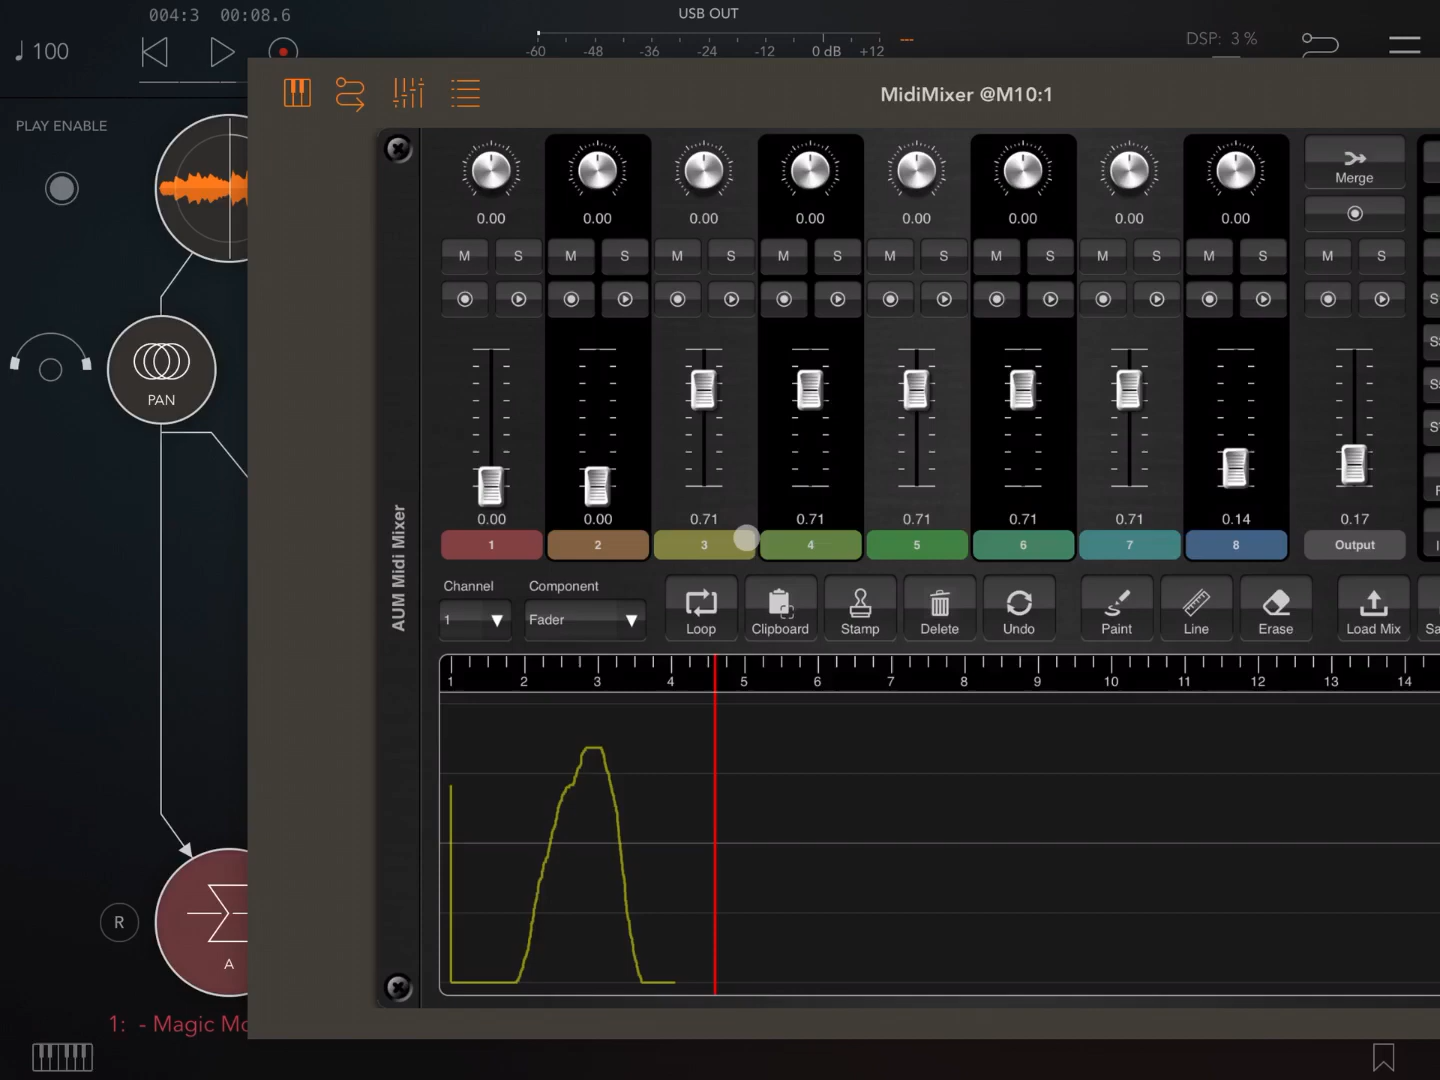 004:3 00:08.6
USB OUT
♩ 100
-60 -48 -36 -24 -12 0 dB +12 ---
DSP: 3 %
PLAY ENABLE
MidiMixer @M10:1
Merge
0.00 0.00 0.00 0.00 0.00 0.00 0.00 0.00
M S M S M S M S M S M S M S M S M S
PAN
0.00 0.00 0.71 0.71 0.71 0.71 0.71 0.14 0.17
1 2 3 4 5 6 7 8 Output
AUM Midi Mixer
Channel Component
1 ▼ Fader ▼
Loop Clipboard Stamp Delete Undo Paint Line Erase Load Mix Sa
1 2 3 4 5 6 7 8 9 10 11 12 13 14
R
A
1: - Magic Mo